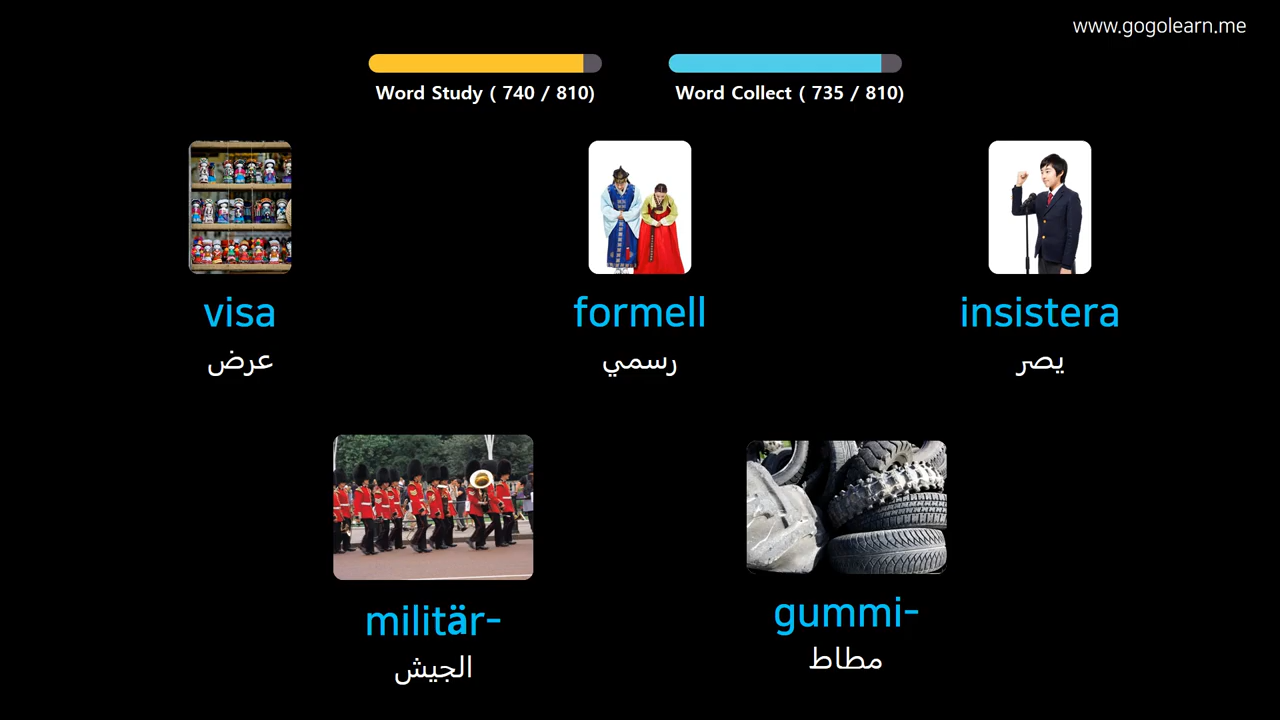 www.gogolearn.me
Word Study ( 740 / 810)
Word Collect ( 735 / 810)
visa
عرض
formell
رسمي
insistera
يصر
militär-
الجيش
gummi-
مطاط